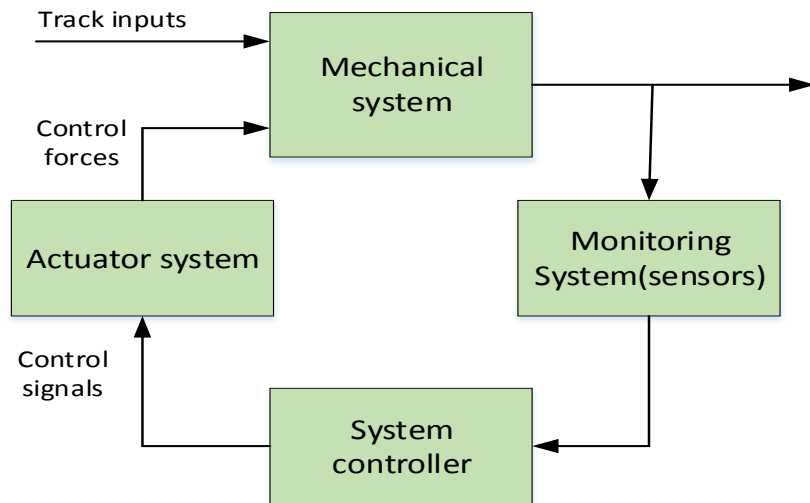 Track inputs
Mechanical
system
Control
forces
Actuator system
Monitoring
System(sensors)
Control
signals
System
controller